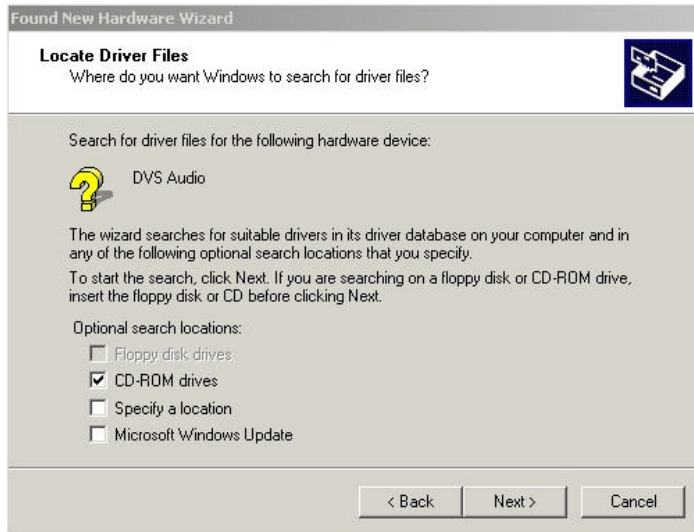 Found New Hardware Wizard
Locate Driver Files
Where do you want Windows to search for driver files?
Search for driver files for the following hardware device:
DVS Audio
The wizard searches for suitable drivers in its driver database on your computer and in
any of the following optional search locations that you specify.
To start the search, click Next. If you are searching on a floppy disk or CD-ROM drive,
insert the floppy disk or CD before clicking Next.
Optional search locations:
Floppy disk drives
CD-ROM drives
Specify a location
Microsoft Windows Update
< Back Next > Cancel